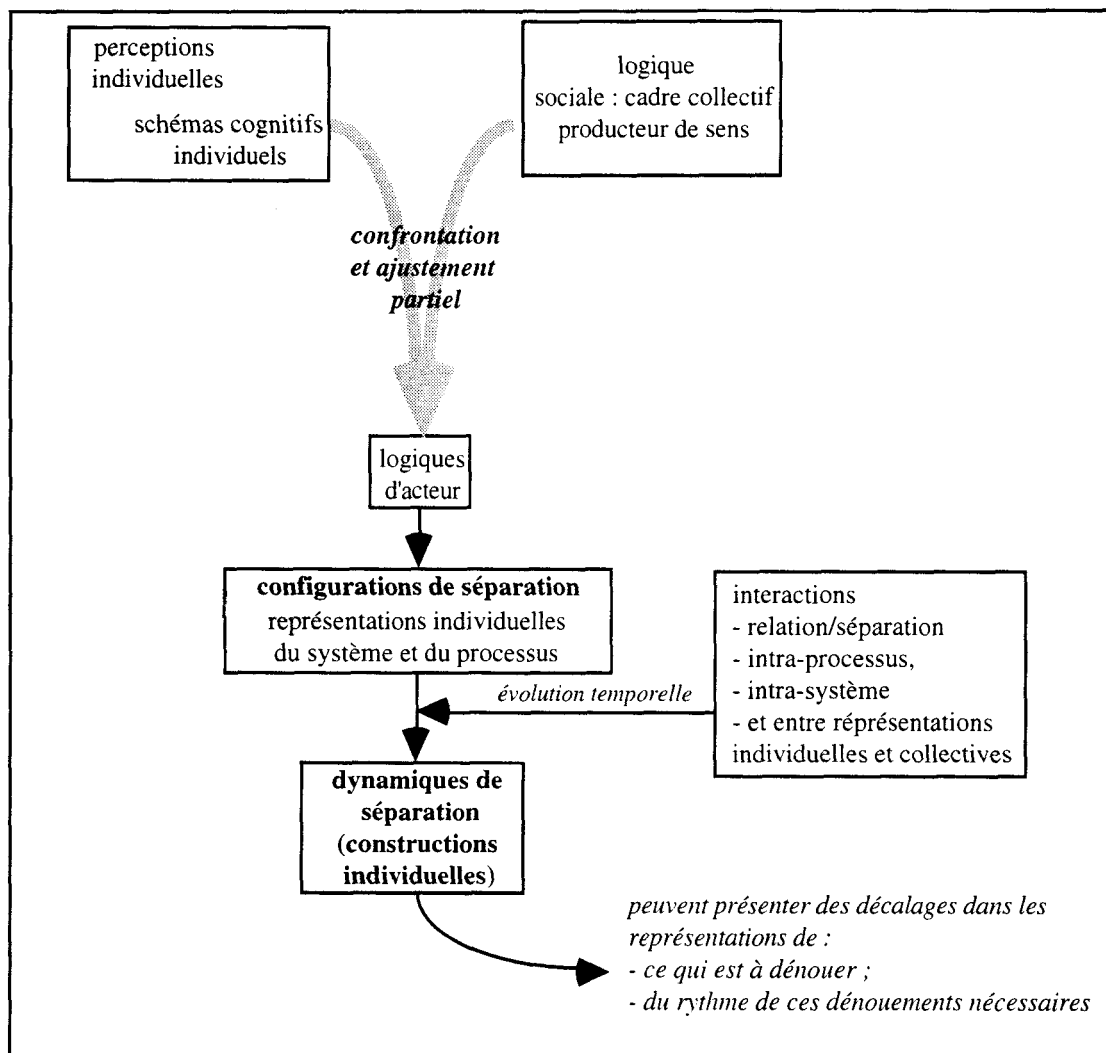 perceptions
individuelles
schémas cognitifs
individuels
logique
sociale : cadre collectif
producteur de sens
confrontation
et ajustement
partiel
logiques
d'acteur
configurations de séparation
représentations individuelles
du système et du processus
interactions
- relation/séparation
- intra-processus,
- intra-système
- et entre réprésentations
individuelles et collectives
évolution temporelle
dynamiques de
séparation
(constructions
individuelles)
peuvent présenter des décalages dans les
représentations de :
- ce qui est à dénouer ;
- du rythme de ces dénouements nécessaires